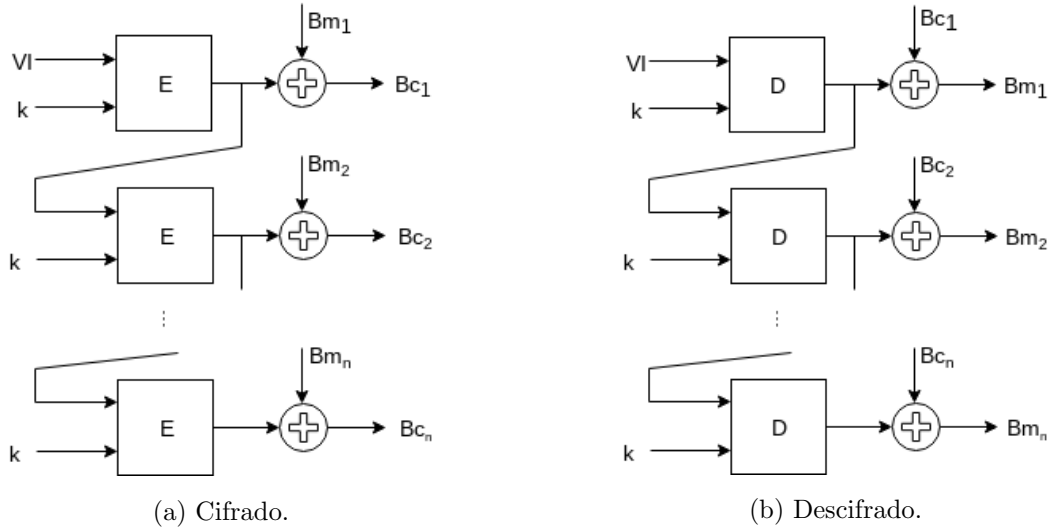 Bm₁
VI
E
k
Bc₁
Bm₂
E
k
Bc₂
Bmₙ
E
k
Bcₙ
(a) Cifrado.
Bc₁
VI
D
k
Bm₁
Bc₂
D
k
Bm₂
Bcₙ
D
k
Bmₙ
(b) Descifrado.